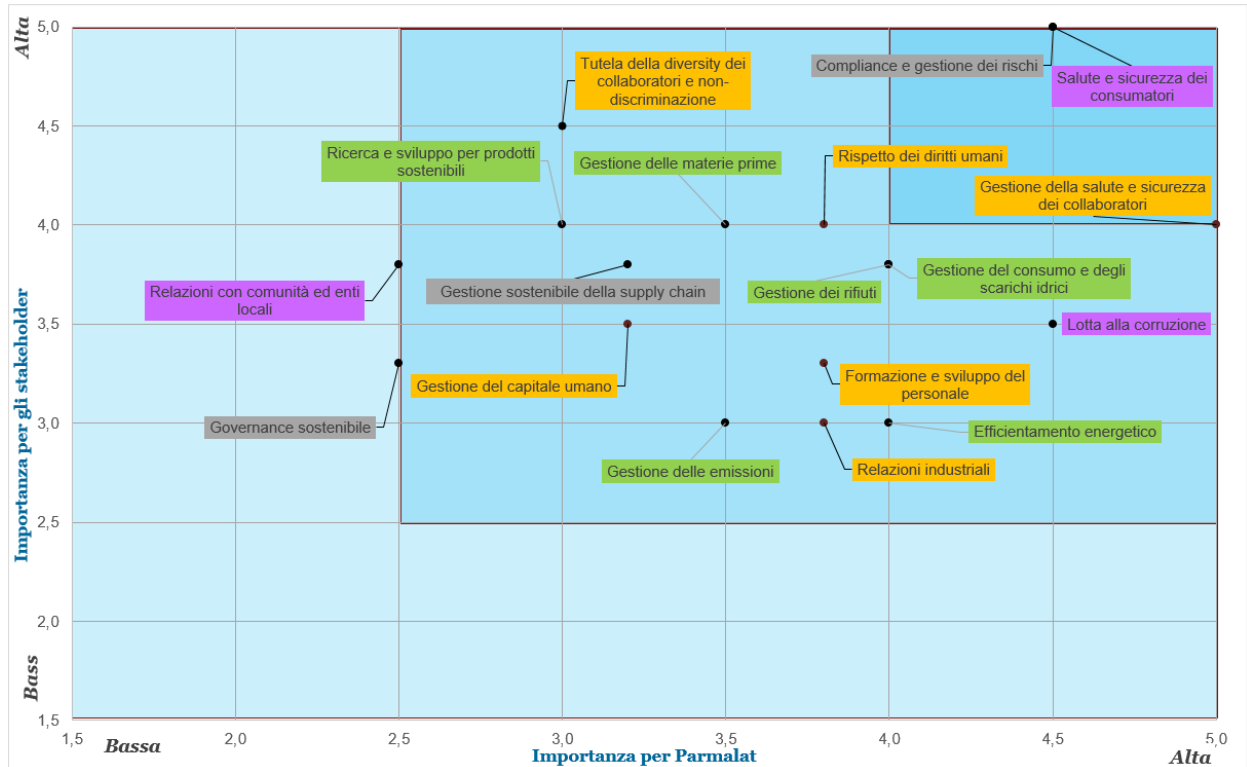 Alta
5,0
Compliance e gestione dei rischi
Salute e sicurezza dei
consumatori
Tutela della diversity dei
collaboratori e non-
discriminazione
4,5
Ricerca e sviluppo per prodotti
sostenibili
Gestione delle materie prime
Rispetto dei diritti umani
Gestione della salute e sicurezza
dei collaboratori
4,0
Relazioni con comunità ed enti
locali
Gestione sostenibile della supply chain
Gestione dei rifiuti
Gestione del consumo e degli
scarichi idrici
3,5
Lotta alla corruzione
Gestione del capitale umano
Formazione e sviluppo del
personale
Governance sostenibile
3,0
Efficientamento energetico
Gestione delle emissioni
Relazioni industriali
2,5
2,0
1,5
Importanza per gli stakeholder
Bass
1,5
2,0
2,5
3,0
3,5
4,0
4,5
5,0
Bassa
Importanza per Parmalat
Alta